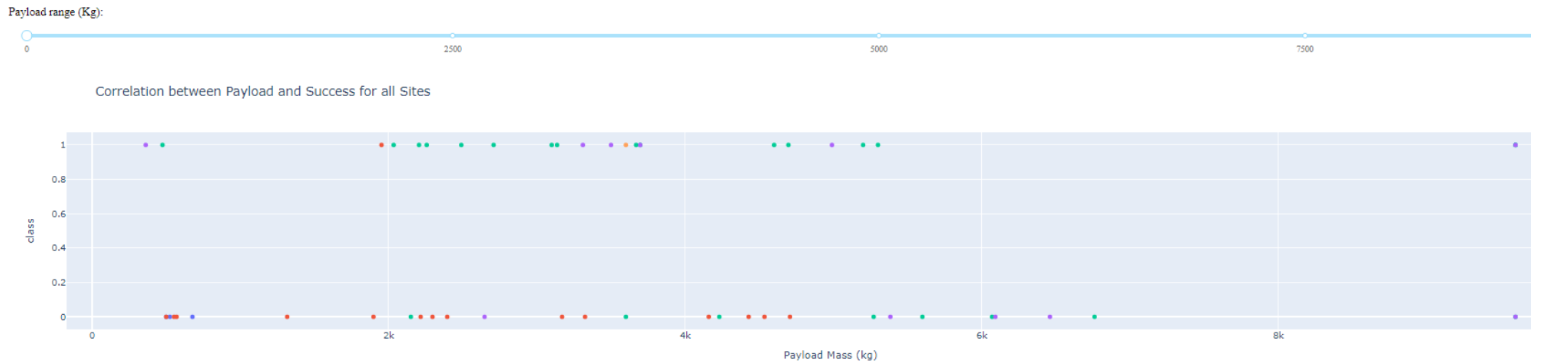 Payload range (Kg):
0 2500 5000 7500
Correlation between Payload and Success for all Sites
1
0.8
0.6
0.4
0.2
0
class
0 2k 4k 6k 8k
Payload Mass (kg)